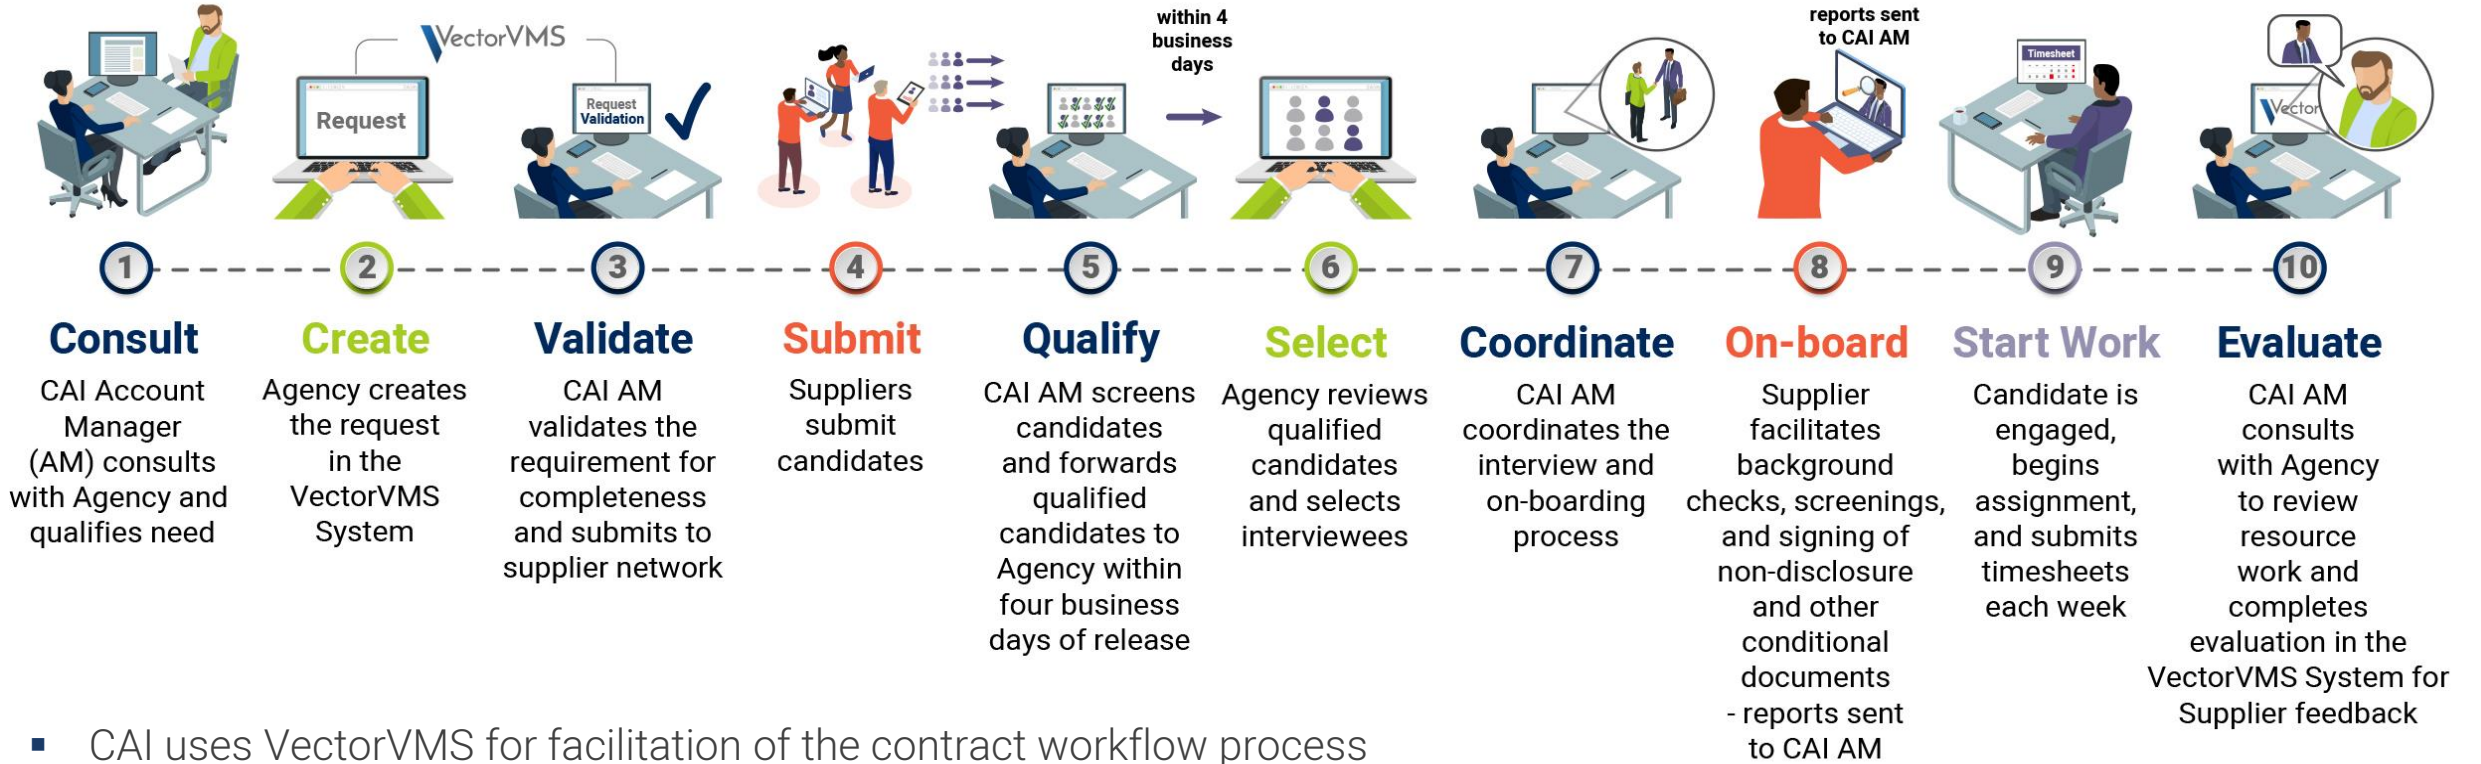 VectorVMS
within 4
business
days
reports sent
to CAI AM
Request
Request
Validation
Timesheet
Vector
1
2
3
4
5
6
7
8
9
10
Consult
CAI Account
Manager
(AM) consults
with Agency and
qualifies need
Create
Agency creates
the request
in the
VectorVMS
System
Validate
CAI AM
validates the
requirement for
completeness
and submits to
supplier network
Submit
Suppliers
submit
candidates
Qualify
CAI AM screens
candidates
and forwards
qualified
candidates to
Agency within
four business
days of release
Select
Agency reviews
qualified
candidates
and selects
interviewees
Coordinate
CAI AM
coordinates the
interview and
on-boarding
process
On-board
Supplier
facilitates
background
checks, screenings,
and signing of
non-disclosure
and other
conditional
documents
- reports sent
to CAI AM
Start Work
Candidate is
engaged,
begins
assignment,
and submits
timesheets
each week
Evaluate
CAI AM
consults
with Agency
to review
resource
work and
completes
evaluation in the
VectorVMS System for
Supplier feedback
▪ CAI uses VectorVMS for facilitation of the contract workflow process